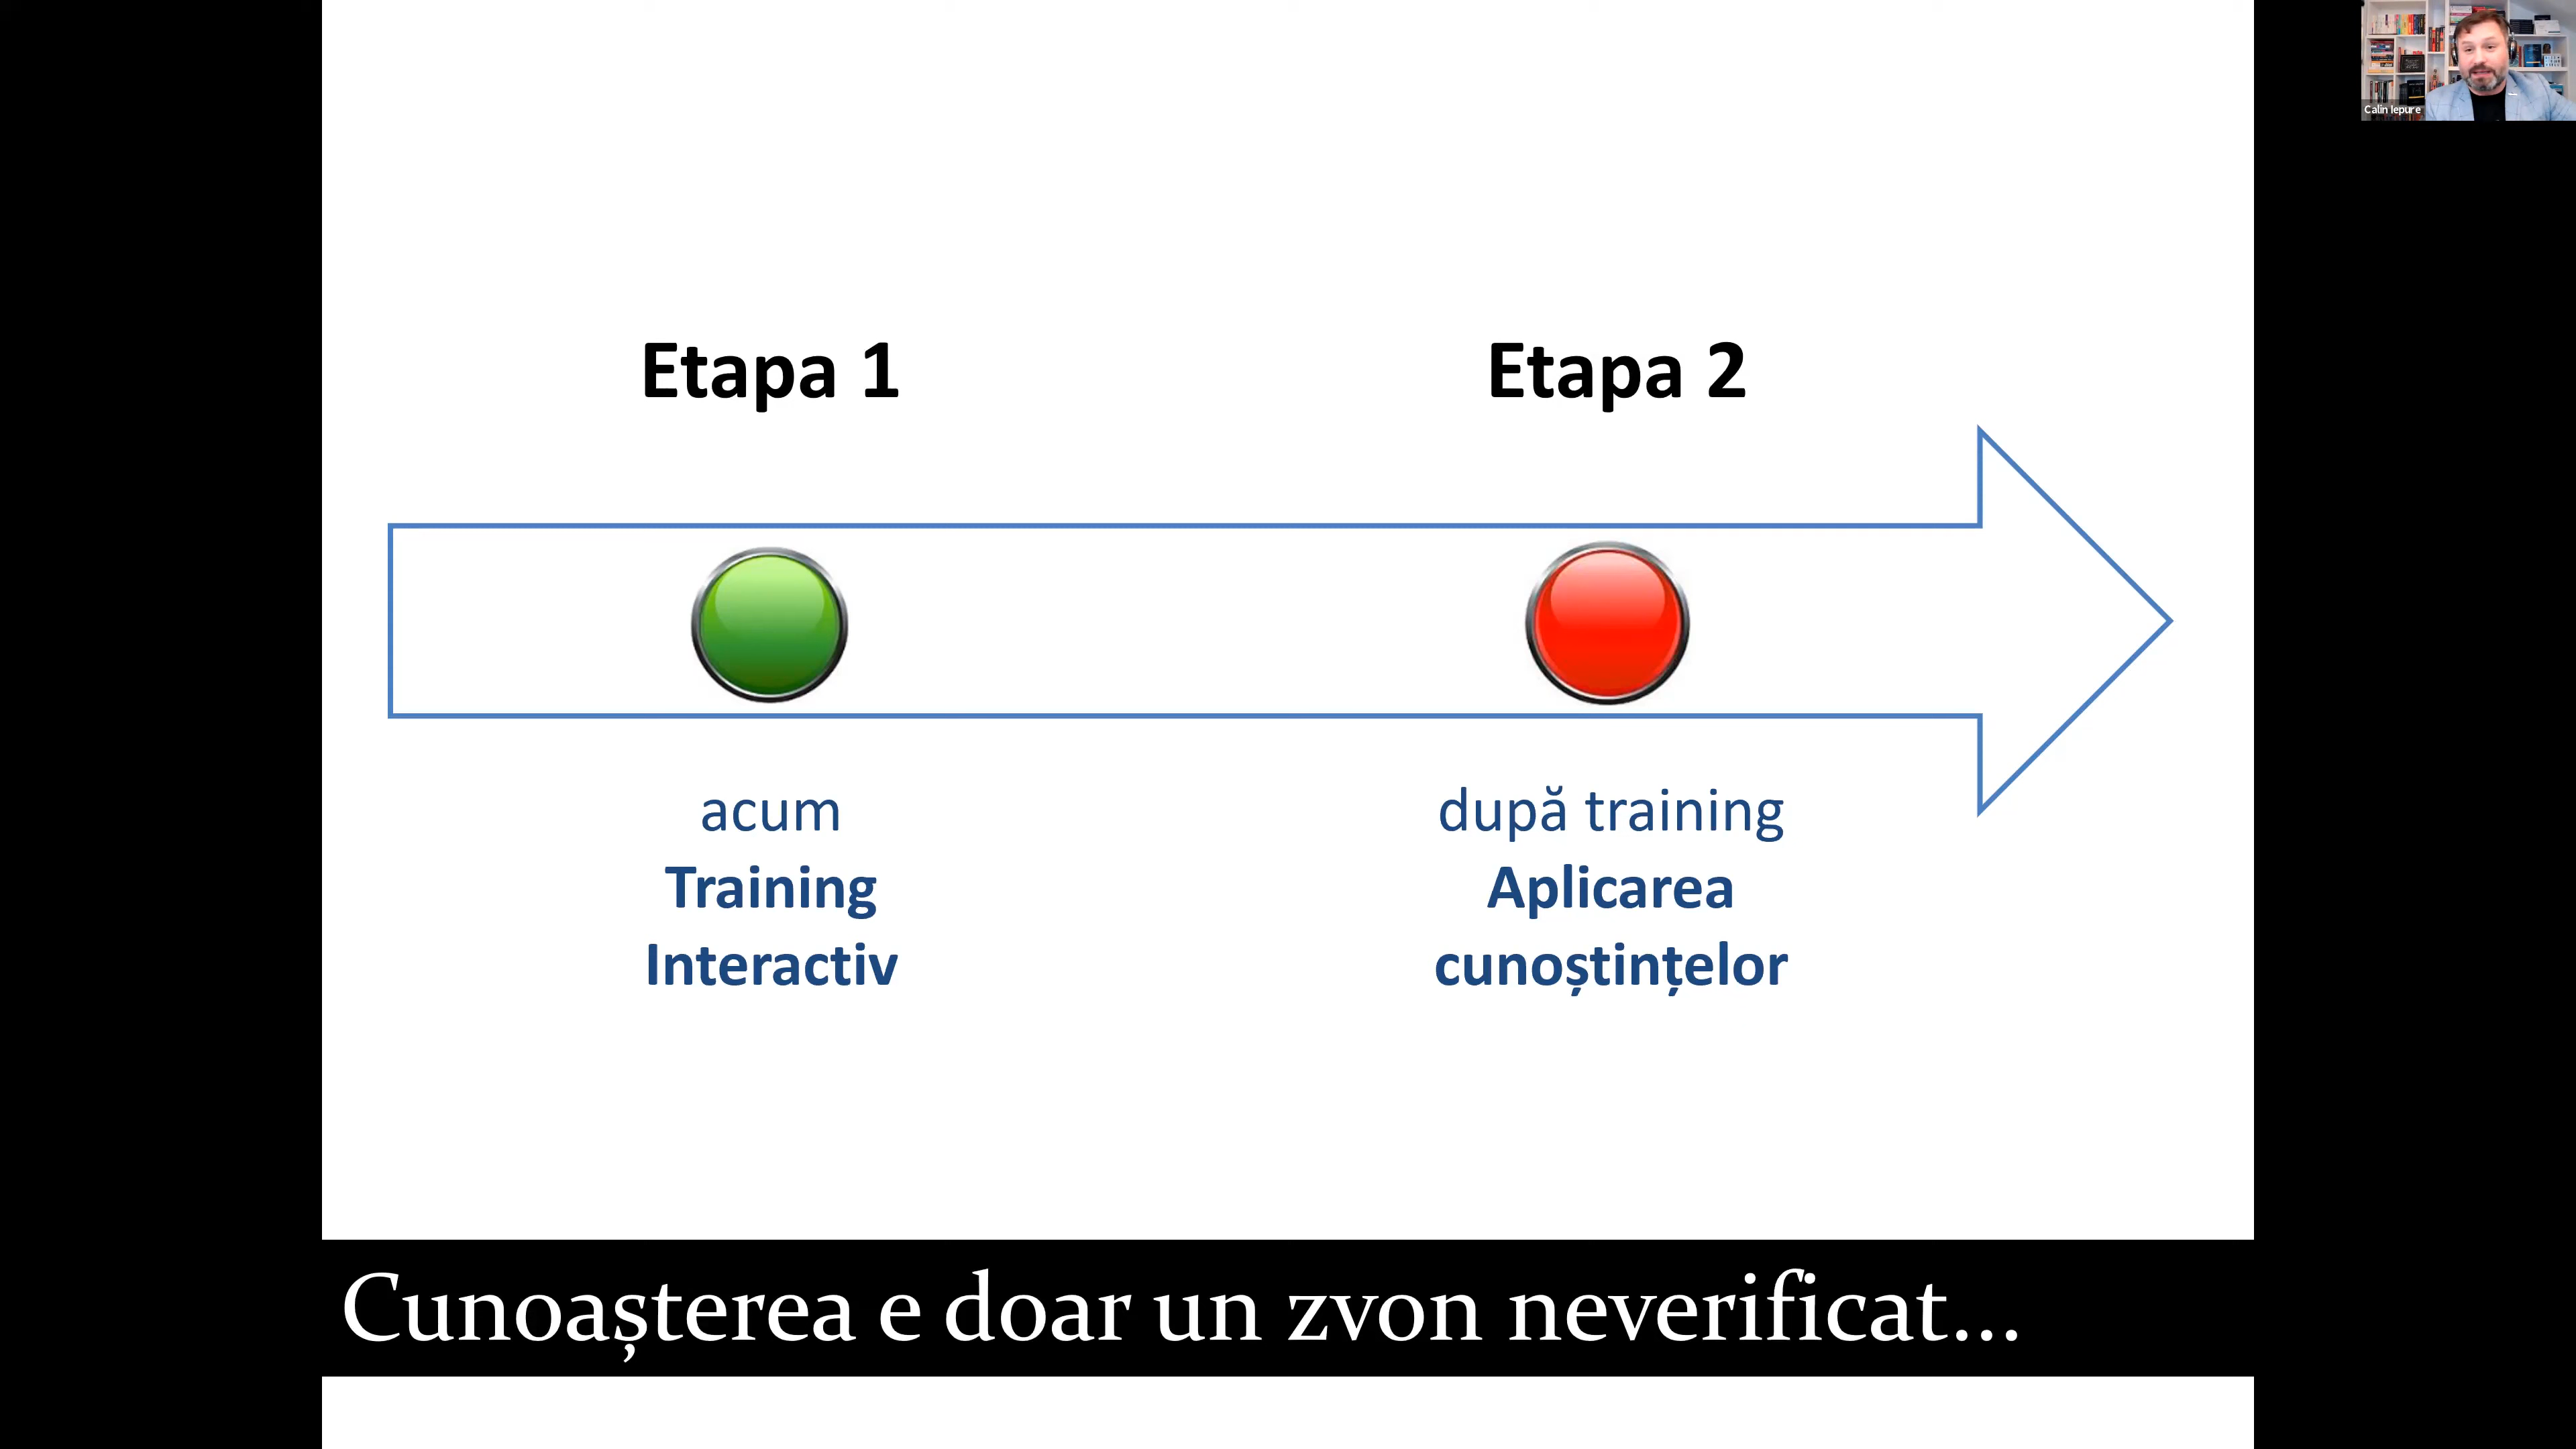 Calin Iepure
Etapa 1
Etapa 2
acum
Training
Interactiv
după training
Aplicarea
cunoștințelor
Cunoașterea e doar un zvon neverificat...